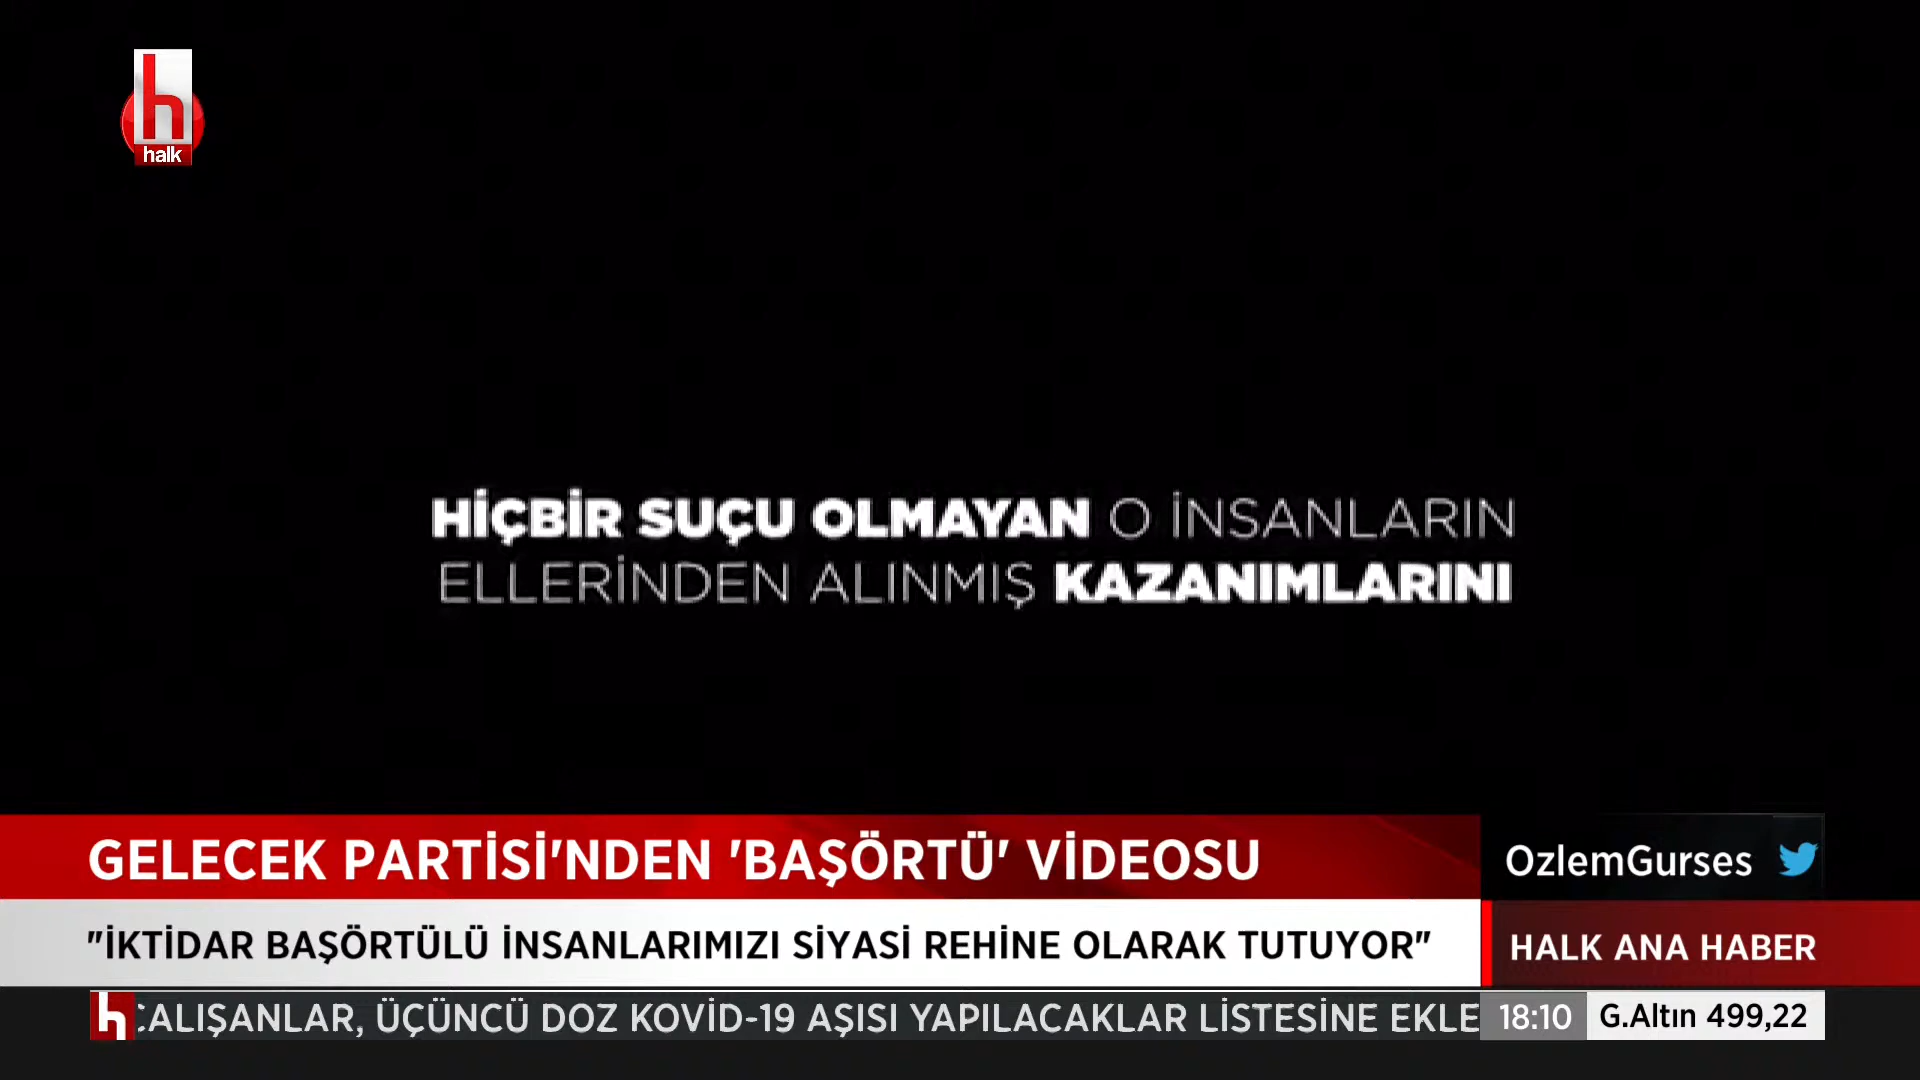 h
halk
HİÇBİR SUÇU OLMAYAN O İNSANLARIN
ELLERİNDEN ALINMIŞ KAZANIMLARINI
GELECEK PARTİSİ'NDEN 'BAŞÖRTÜ' VİDEOSU
OzlemGurses
"İKTİDAR BAŞÖRTÜLÜ İNSANLARIMIZI SİYASİ REHİNE OLARAK TUTUYOR"
HALK ANA HABER
h ÇALIŞANLAR, ÜÇÜNCÜ DOZ KOVİD-19 AŞISI YAPILACAKLAR LİSTESİNE EKLE 18:10 G.Altın 499,22